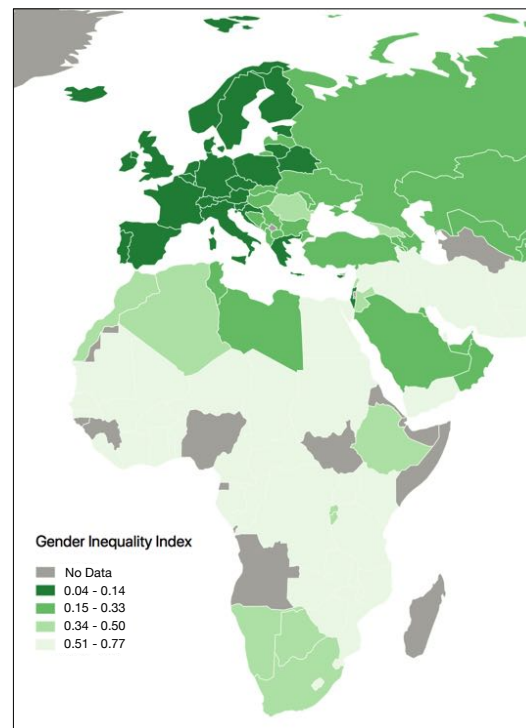 Gender Inequality Index
No Data
0.04 - 0.14
0.15 - 0.33
0.34 - 0.50
0.51 - 0.77